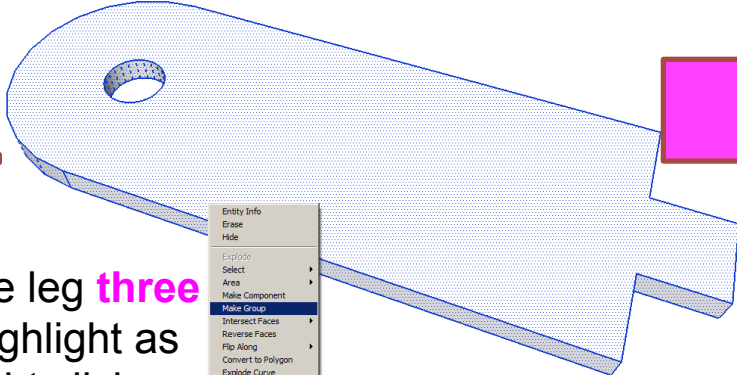 Entity Info
Erase
Hide
Explode
Select
Area
Make Component
Make Group
Intersect Faces
Reverse Faces
Flip Along
Convert to Polygon
Explode Curve
leg three
highlight as